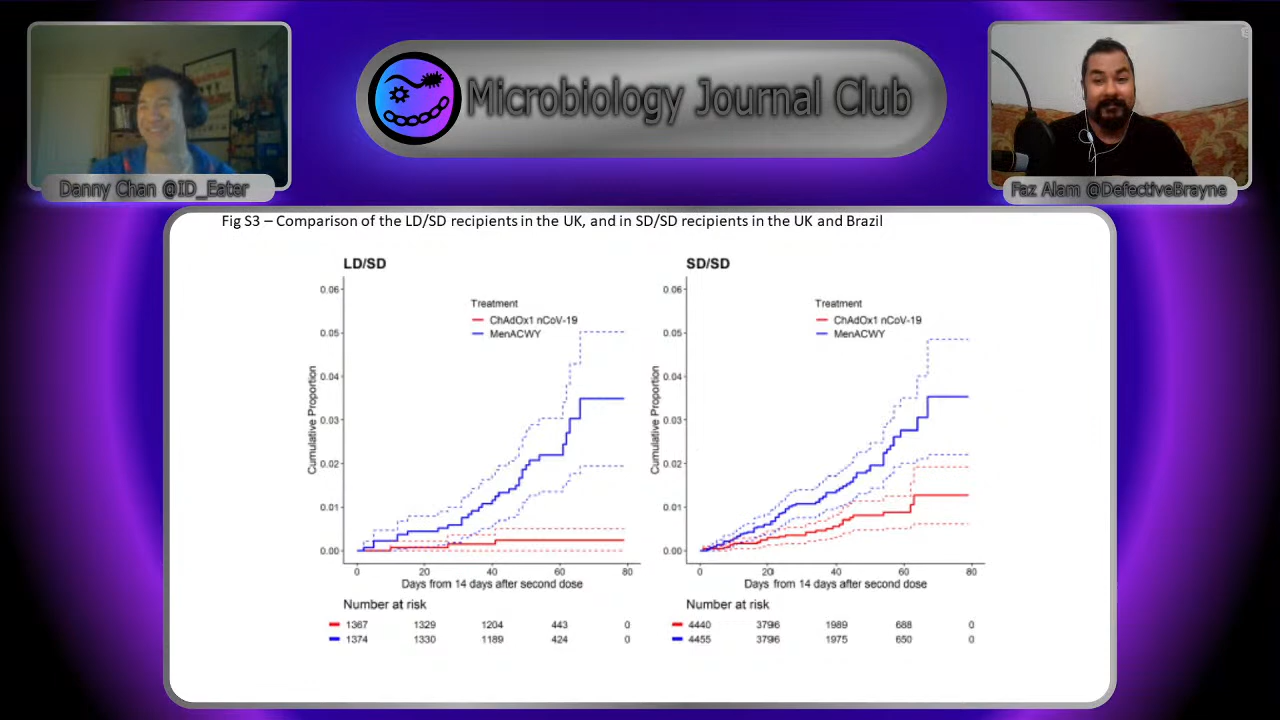 Microbiology Journal Club
Danny Chan @ID_Eater
Faz Alam @DefectiveBrayne
Fig S3 – Comparison of the LD/SD recipients in the UK, and in SD/SD recipients in the UK and Brazil
LD/SD
Treatment
ChAdOx1 nCoV-19
MenACWY
Cumulative Proportion
0.06
0.05
0.04
0.03
0.02
0.01
0.00
0 20 40 60 80
Days from 14 days after second dose
Number at risk
1367 1329 1204 443 0
1374 1330 1189 424 0
SD/SD
Treatment
ChAdOx1 nCoV-19
MenACWY
Cumulative Proportion
0.06
0.05
0.04
0.03
0.02
0.01
0.00
0 20 40 60 80
Days from 14 days after second dose
Number at risk
4440 3796 1989 688 0
4455 3796 1975 650 0